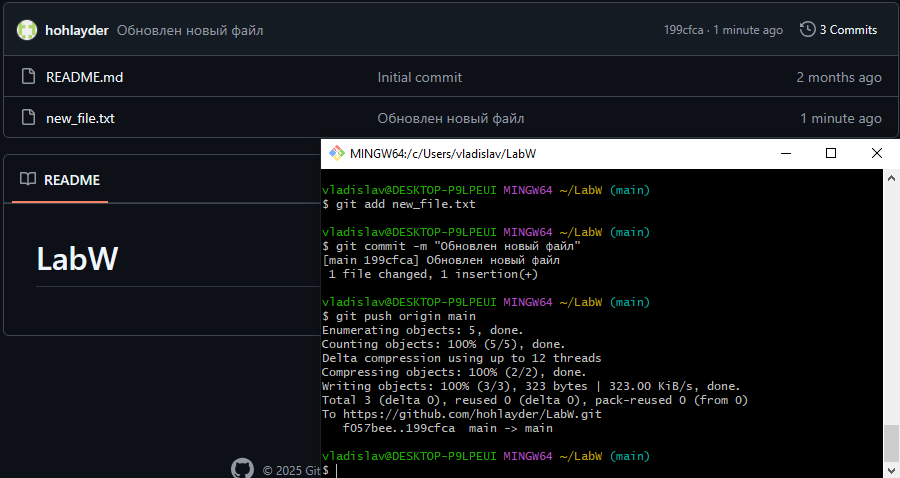 hohlayder Обновлен новый файл 199cfca · 1 minute ago 3 Commits
README.md Initial commit 2 months ago
new_file.txt Обновлен новый файл 1 minute ago
README
LabW
© 2025 Git
MINGW64:/c/Users/vladislav/LabW
vladislav@DESKTOP-P9LPEUI MINGW64 ~/LabW (main)
$ git add new_file.txt
vladislav@DESKTOP-P9LPEUI MINGW64 ~/LabW (main)
$ git commit -m "Обновлен новый файл"
[main 199cfca] Обновлен новый файл
1 file changed, 1 insertion(+)
vladislav@DESKTOP-P9LPEUI MINGW64 ~/LabW (main)
$ git push origin main
Enumerating objects: 5, done.
Counting objects: 100% (5/5), done.
Delta compression using up to 12 threads
Compressing objects: 100% (2/2), done.
Writing objects: 100% (3/3), 323 bytes | 323.00 KiB/s, done.
Total 3 (delta 0), reused 0 (delta 0), pack-reused 0 (from 0)
To https://github.com/hohlayder/LabW.git
f057bee..199cfca main -> main
vladislav@DESKTOP-P9LPEUI MINGW64 ~/LabW (main)
$